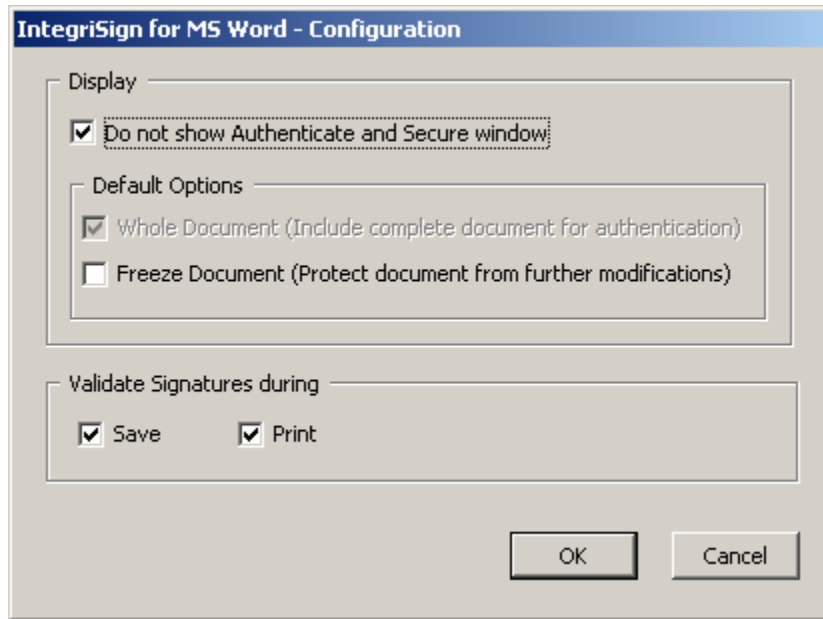 IntegriSign for MS Word - Configuration
Display
Do not show Authenticate and Secure window
Default Options
Whole Document (Include complete document for authentication)
Freeze Document (Protect document from further modifications)
Validate Signatures during
Save Print
OK Cancel